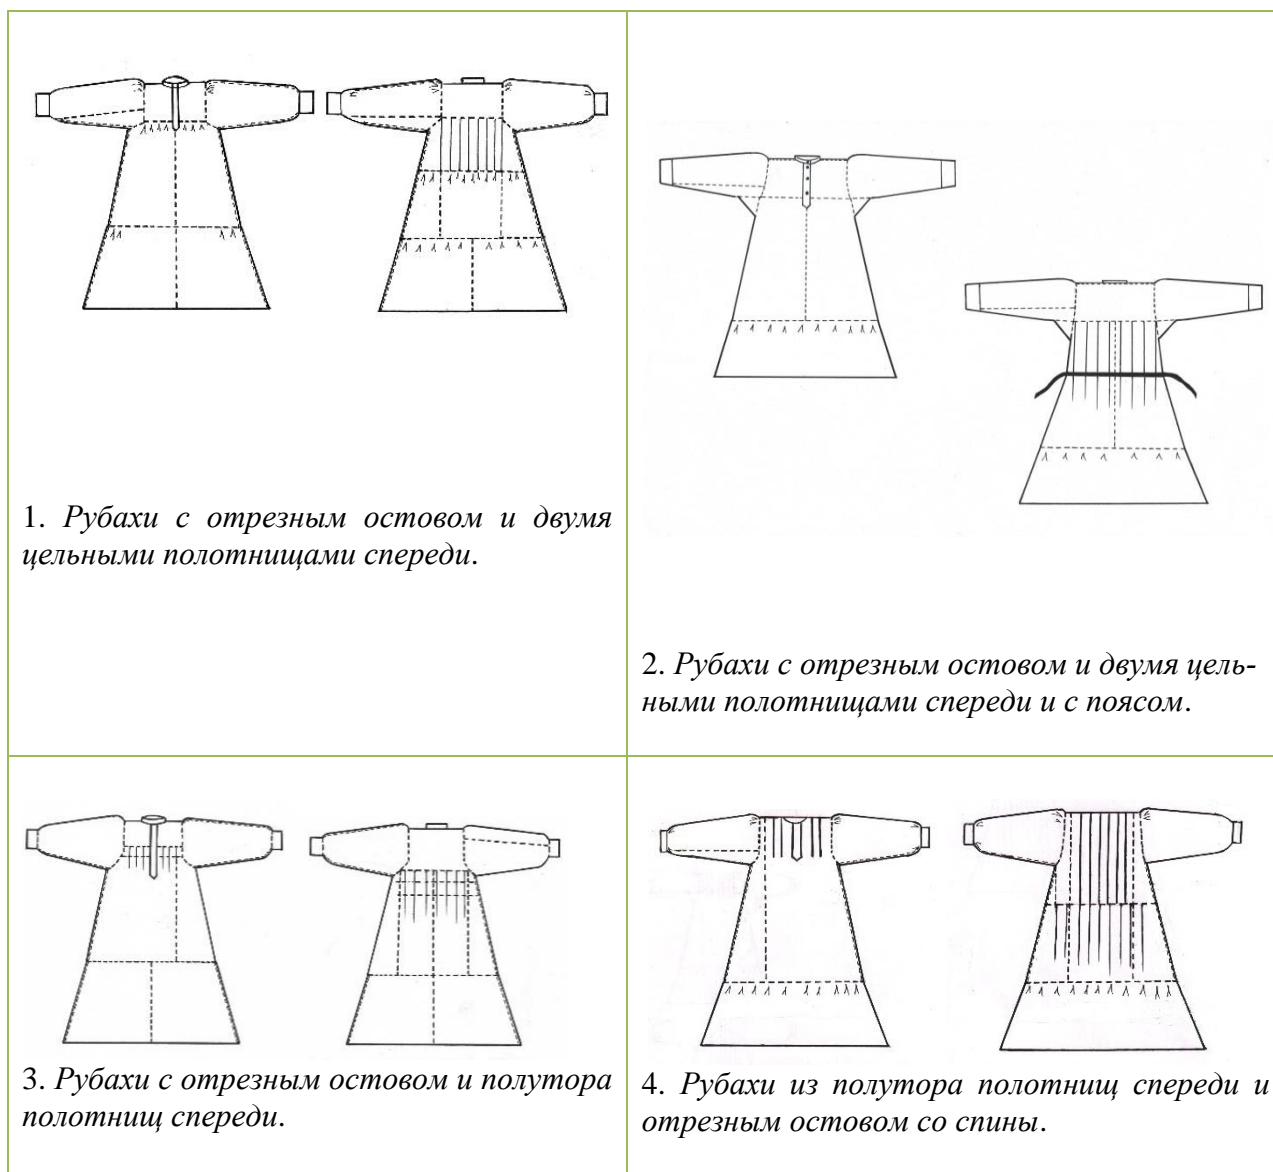 1. Рубахи с отрезным остовом и двумя
цельными полотнищами спереди.
2. Рубахи с отрезным остовом и двумя цель-
ными полотнищами спереди и с поясом.
3. Рубахи с отрезным остовом и полутора
полотнищ спереди.
4. Рубахи из полутора полотнищ спереди и
отрезным остовом со спины.